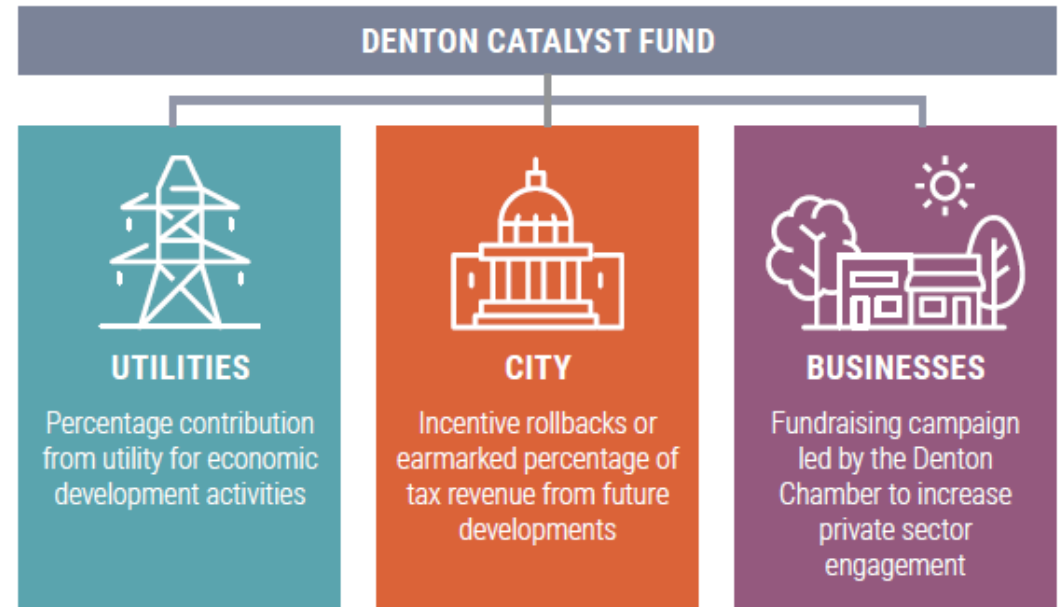 DENTON CATALYST FUND
UTILITIES
Percentage contribution
from utility for economic
development activities
CITY
Incentive rollbacks or
earmarked percentage of
tax revenue from future
developments
BUSINESSES
Fundraising campaign
led by the Denton
Chamber to increase
private sector
engagement